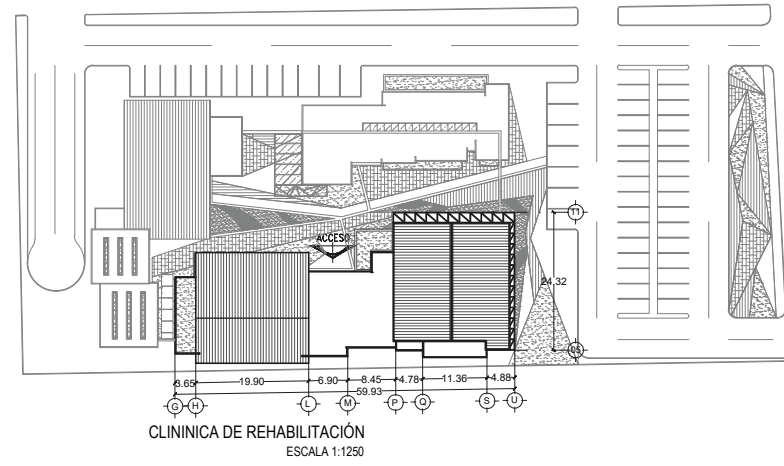 ACCESO
T1
24,32
05
3.65 19.90 6.90 8.45 4.78 11.36 4.88
59.93
G H L M P Q S U
CLININICA DE REHABILITACIÓN
ESCALA 1:1250